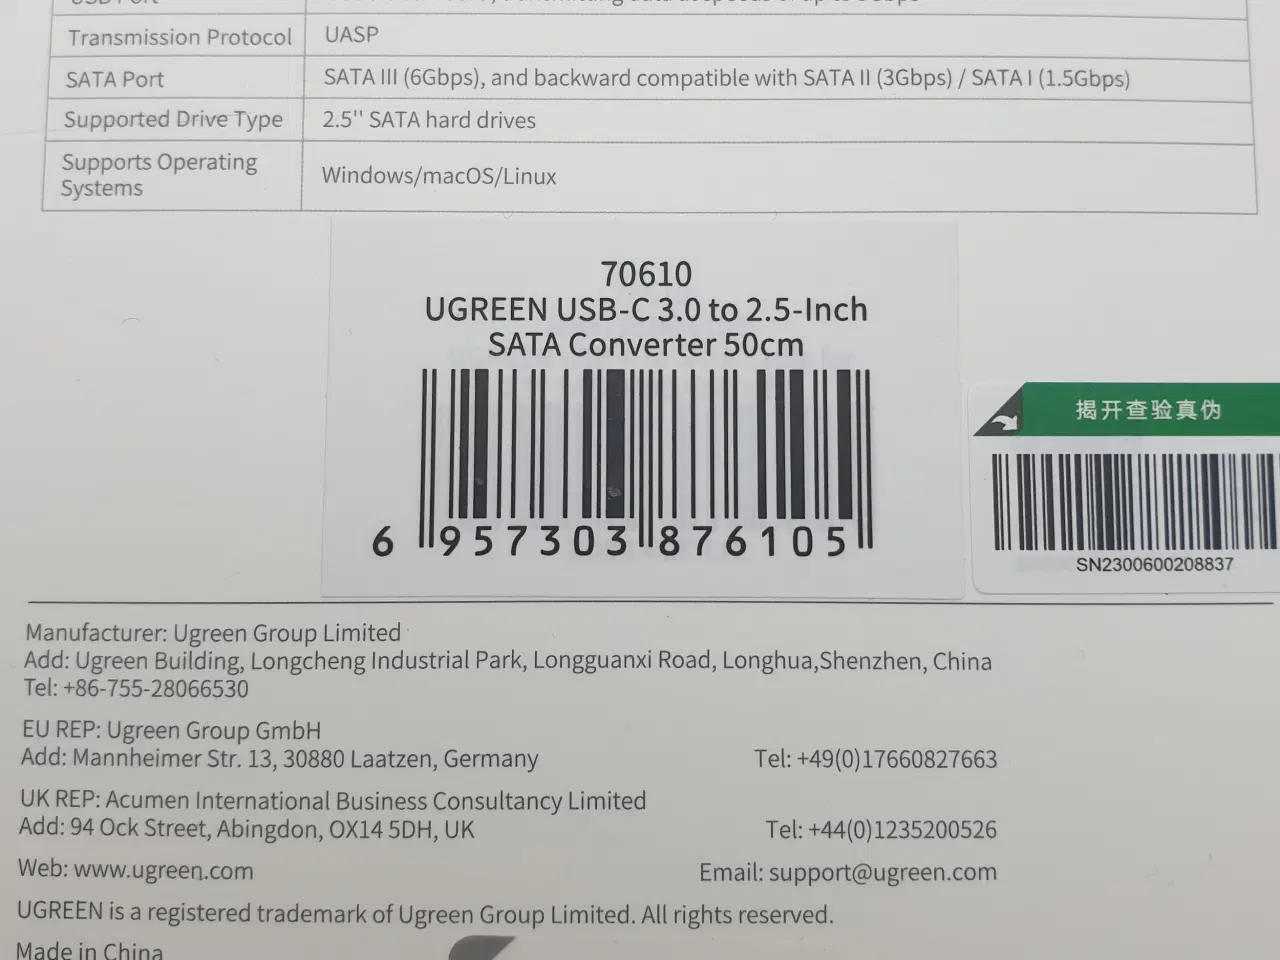 Transmission Protocol UASP
SATA Port SATA III (6Gbps), and backward compatible with SATA II (3Gbps) / SATA I (1.5Gbps)
Supported Drive Type 2.5'' SATA hard drives
Supports Operating
Systems
Windows/macOS/Linux
70610
UGREEN USB-C 3.0 to 2.5-Inch
SATA Converter 50cm
6 957303 876105
揭开查验真伪
SN2300600208837
Manufacturer: Ugreen Group Limited
Add: Ugreen Building, Longcheng Industrial Park, Longguanxi Road, Longhua,Shenzhen, China
Tel: +86-755-28066530
EU REP: Ugreen Group GmbH
Add: Mannheimer Str. 13, 30880 Laatzen, Germany Tel: +49(0)17660827663
UK REP: Acumen International Business Consultancy Limited
Add: 94 Ock Street, Abingdon, OX14 5DH, UK Tel: +44(0)1235200526
Web: www.ugreen.com Email: support@ugreen.com
UGREEN is a registered trademark of Ugreen Group Limited. All rights reserved.
Made in China